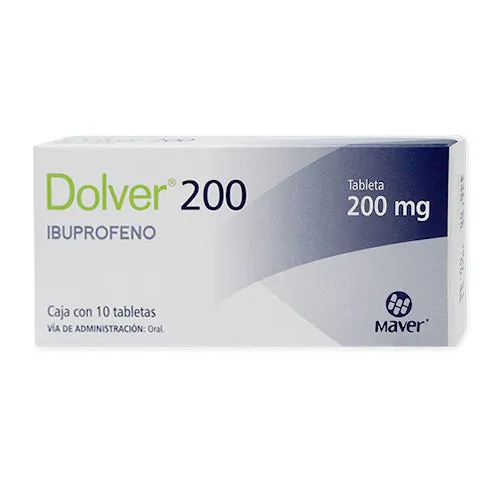 Dolver® 200
IBUPROFENO
Tableta
200 mg
Caja con 10 tabletas
VÍA DE ADMINISTRACIÓN: Oral.
Maver®